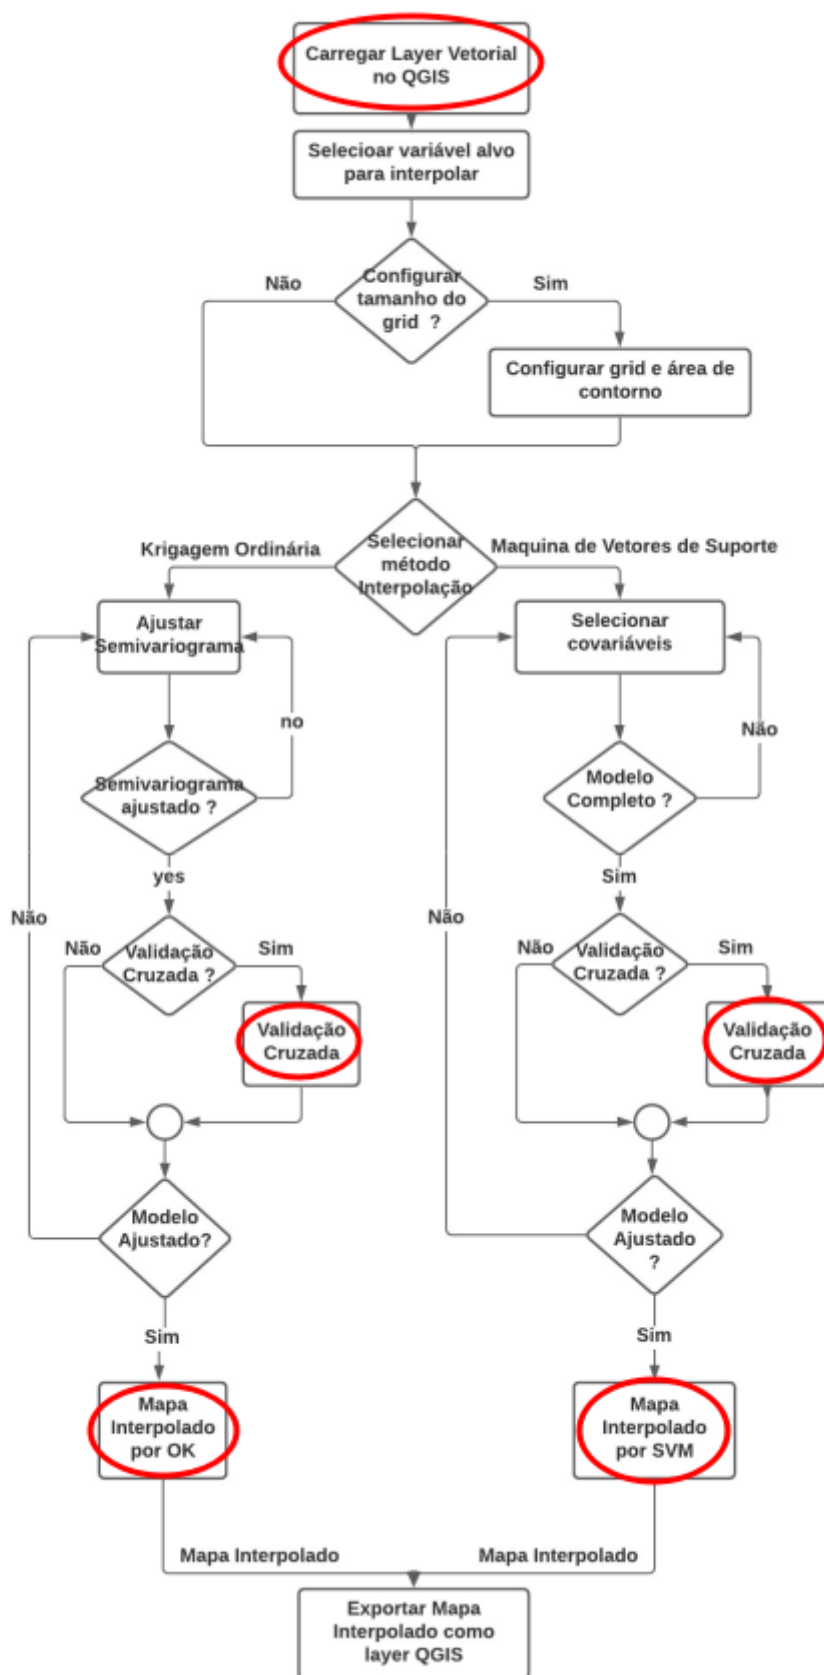 Carregar Layer Vetorial
no QGIS
Selecioar variável alvo
para interpolar
Não
Configurar
tamanho do
grid ?
Sim
Configurar grid e área de
contorno
Krigagem Ordinária
Selecionar
método
Interpolação
Maquina de Vetores de Suporte
Ajustar
Semivariograma
Selecionar
covariáveis
no
Não
Semivariograma
ajustado ?
Modelo
Completo ?
yes
Sim
Não
Não
Não
Validação
Cruzada ?
Sim
Não
Validação
Cruzada ?
Sim
Validação
Cruzada
Validação
Cruzada
Modelo
Ajustado?
Modelo
Ajustado
?
Sim
Sim
Mapa
Interpolado
por OK
Mapa
Interpolado
por SVM
Mapa Interpolado
Mapa Interpolado
Exportar Mapa
Interpolado como
layer QGIS